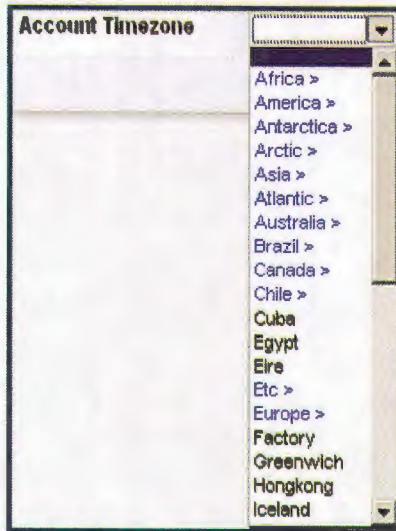 Account Timezone
Africa »
America »
Antarctica »
Arctic »
Asia »
Atlantic »
Australia »
Brazil »
Canada »
Chile »
Cuba
Egypt
Eire
Etc »
Europe »
Factory
Greenwich
Hongkong
Iceland